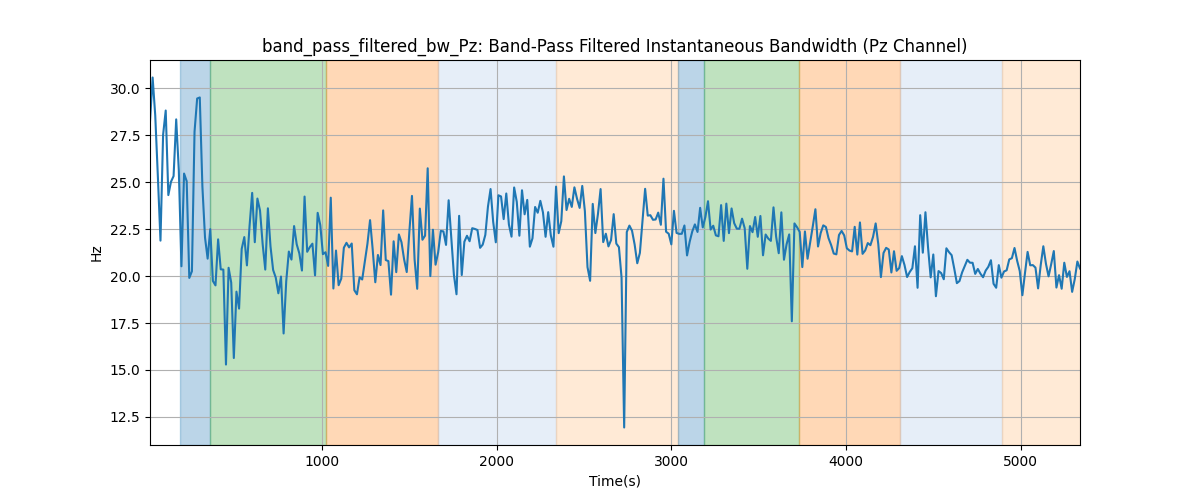 band_pass_filtered_bw_Pz: Band-Pass Filtered Instantaneous Bandwidth (Pz Channel)
30.0
27.5
25.0
22.5
20.0
17.5
15.0
12.5
Hz
1000 2000 3000 4000 5000
Time(s)